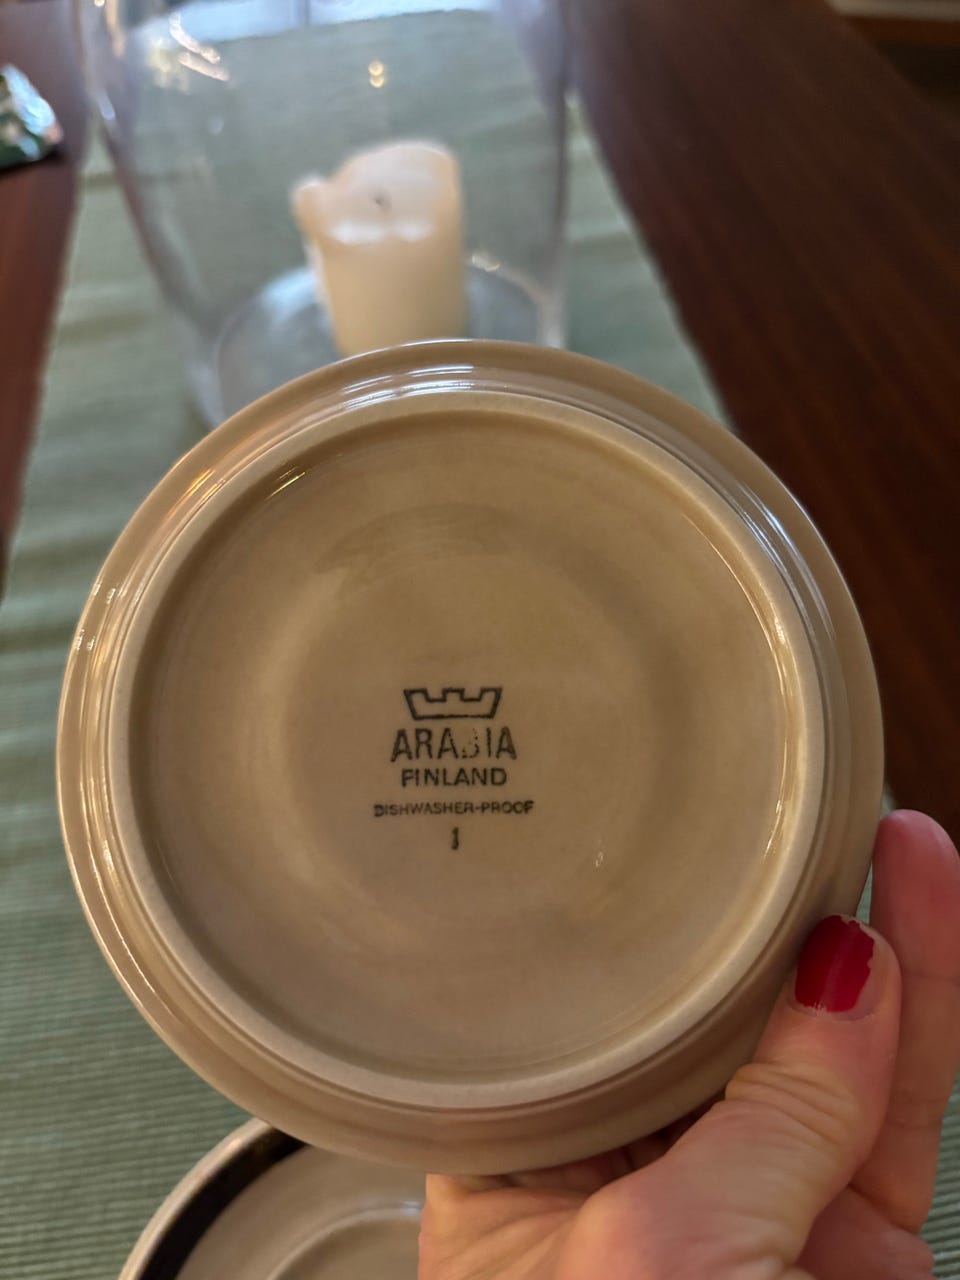 ARABIA
FINLAND
DISHWASHER-PROOF
1